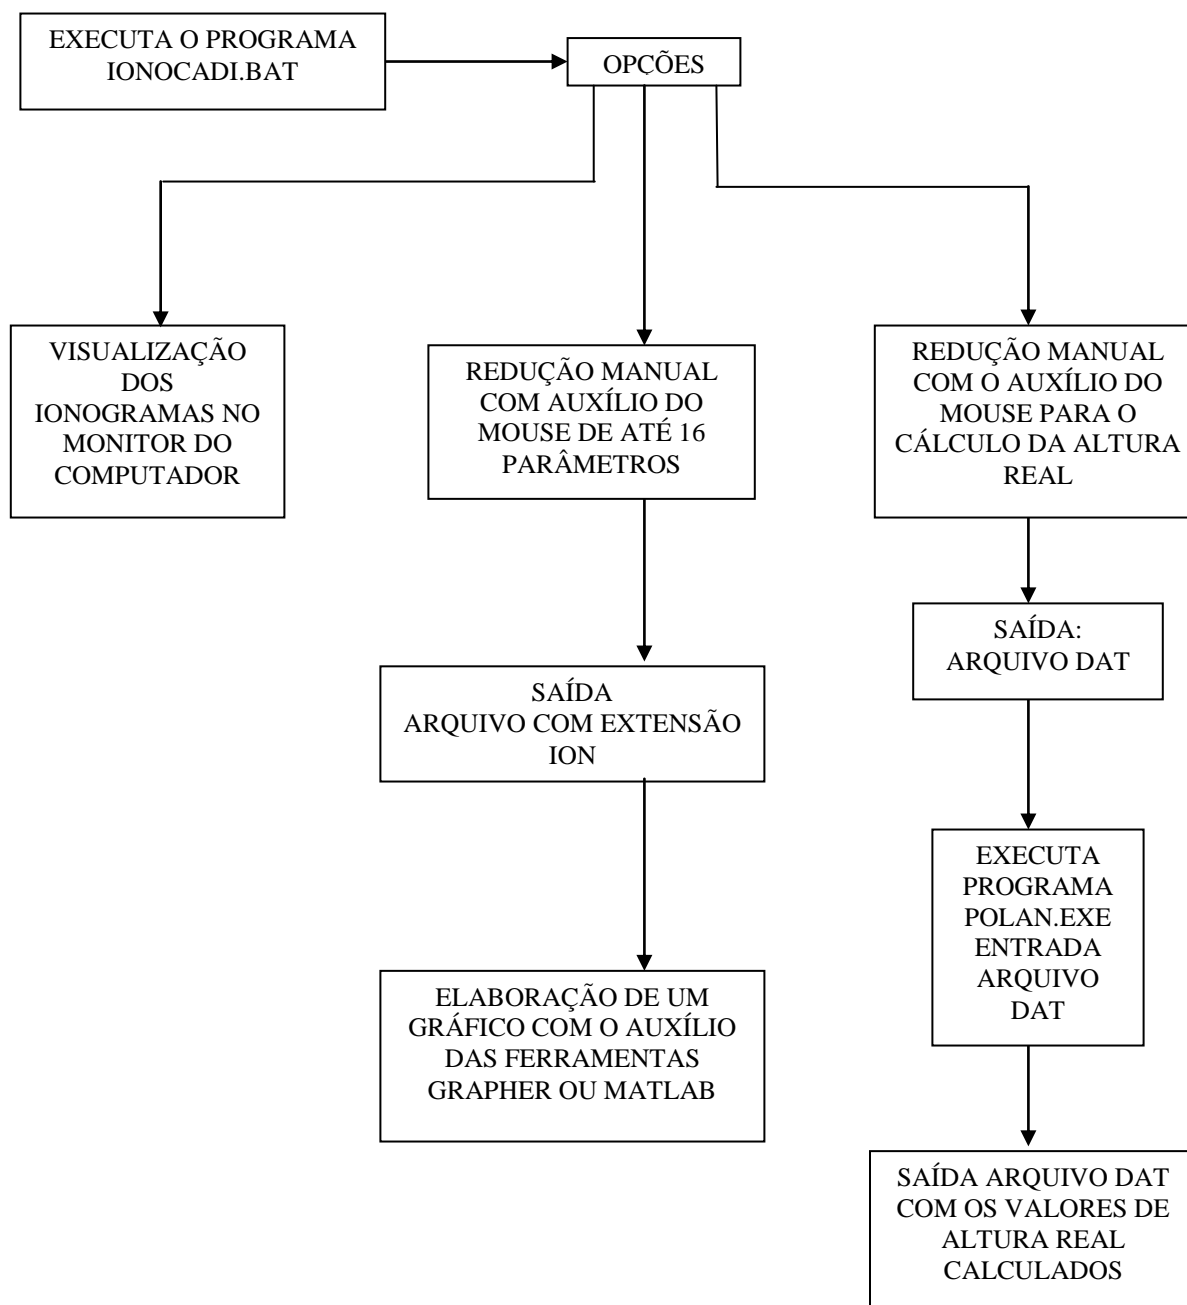 EXECUTA O PROGRAMA
IONOCADI.BAT
OPÇÕES
VISUALIZAÇÃO
DOS
IONOGRAMAS NO
MONITOR DO
COMPUTADOR
REDUÇÃO MANUAL
COM AUXÍLIO DO
MOUSE DE ATÉ 16
PARÂMETROS
REDUÇÃO MANUAL
COM O AUXÍLIO DO
MOUSE PARA O
CÁLCULO DA ALTURA
REAL
SAÍDA:
ARQUIVO DAT
SAÍDA
ARQUIVO COM EXTENSÃO
ION
EXECUTA
PROGRAMA
POLAN.EXE
ENTRADA
ARQUIVO
DAT
ELABORAÇÃO DE UM
GRÁFICO COM O AUXÍLIO
DAS FERRAMENTAS
GRAPHER OU MATLAB
SAÍDA ARQUIVO DAT
COM OS VALORES DE
ALTURA REAL
CALCULADOS